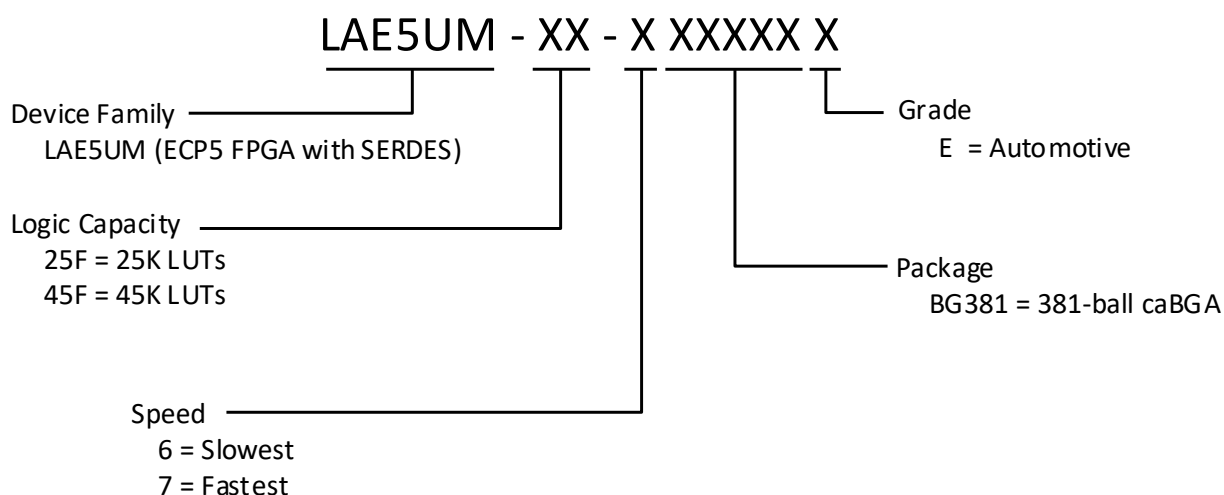 LAE5UM - XX - X XXXXX X
Device Family
LAE5UM (ECP5 FPGA with SERDES)
Grade
E = Automotive
Logic Capacity
25F = 25K LUTs
45F = 45K LUTs
Package
BG381 = 381-ball caBGA
Speed
6 = Slowest
7 = Fastest